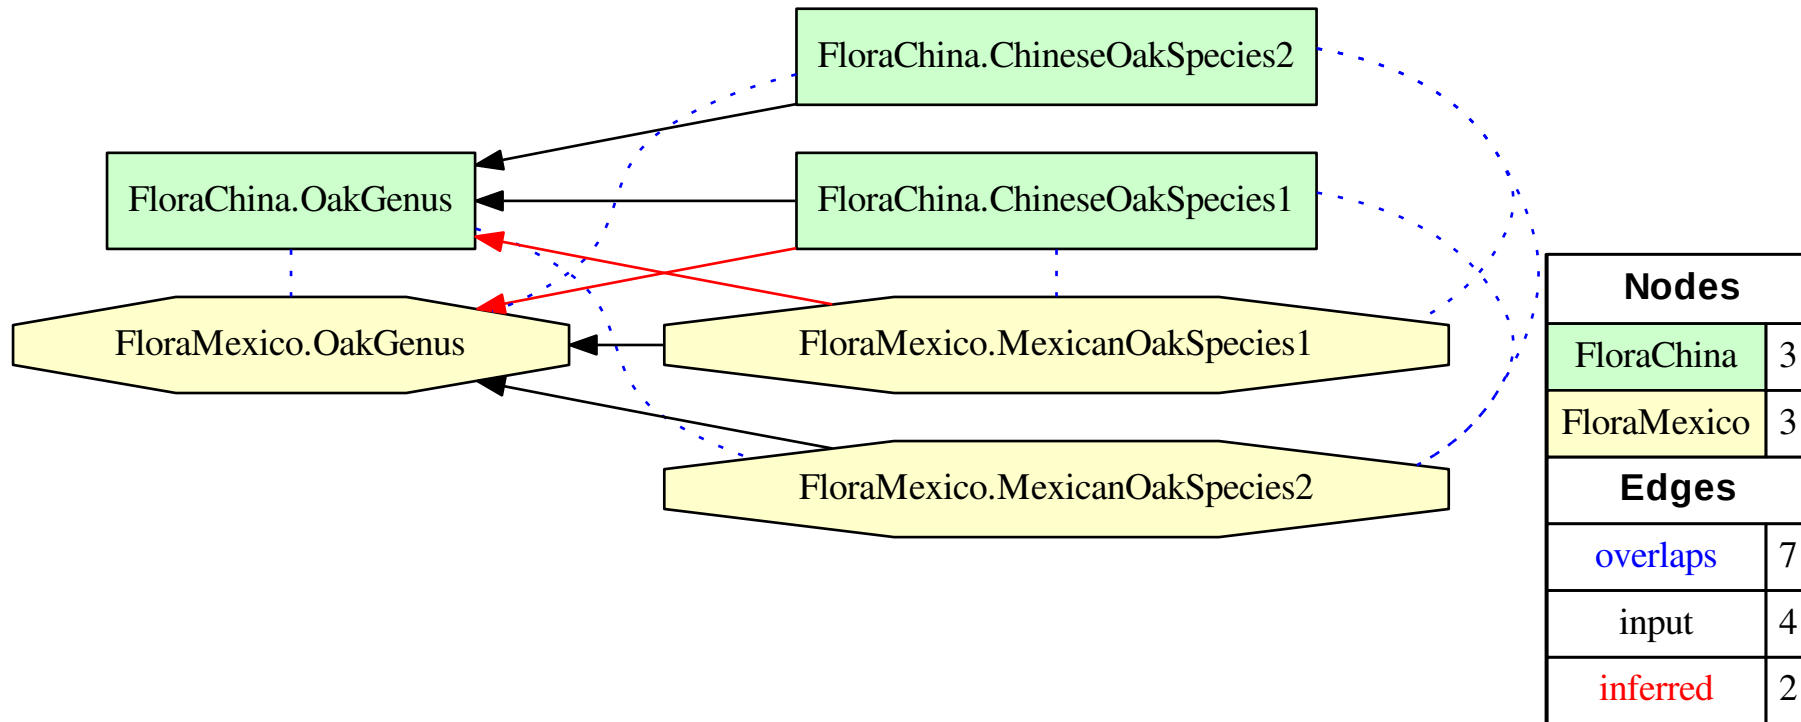 FloraChina.ChineseOakSpecies2
FloraChina.OakGenus
FloraChina.ChineseOakSpecies1
FloraMexico.OakGenus
FloraMexico.MexicanOakSpecies1
FloraMexico.MexicanOakSpecies2
Nodes
FloraChina 3
FloraMexico 3
Edges
overlaps 7
input 4
inferred 2